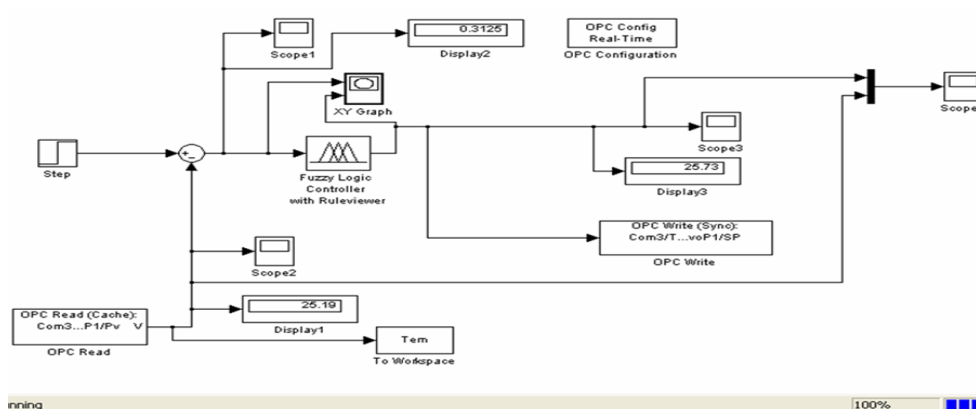 0.3125
OPC Config
Real-Time
Scope1
Display2
OPC Configuration
XY Graph
Scope
Scope3
Step
Fuzzy Logic
Controller
with Ruleviewer
25.73
Display3
OPC Write (Sync):
Com3/T...voP1/SP
OPC Write
Scope2
25.19
Display1
OPC Read (Cache):
Com3...P1/Pv V
OPC Read
Tem
To Workspace
nning
100%